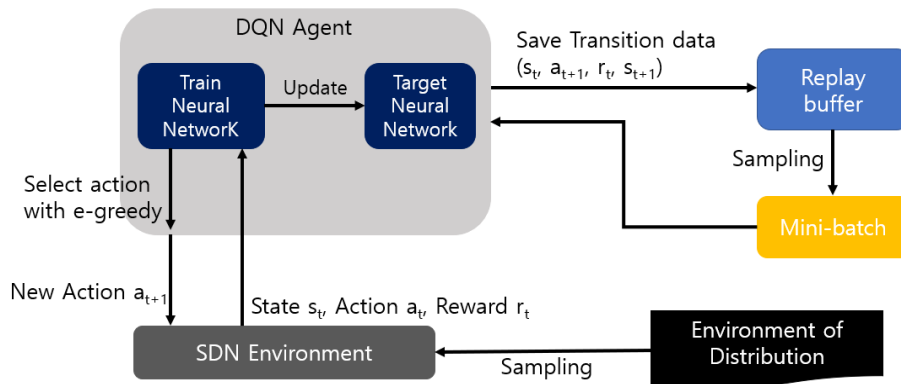 DQN Agent
Train
Neural
NetworK
Update
Target
Neural
Network
Save Transition data
(sₜ, aₜ₊₁, rₜ, sₜ₊₁)
Replay
buffer
Sampling
Mini-batch
Select action
with e-greedy
New Action aₜ₊₁
State sₜ, Action aₜ, Reward rₜ
SDN Environment
Sampling
Environment of
Distribution